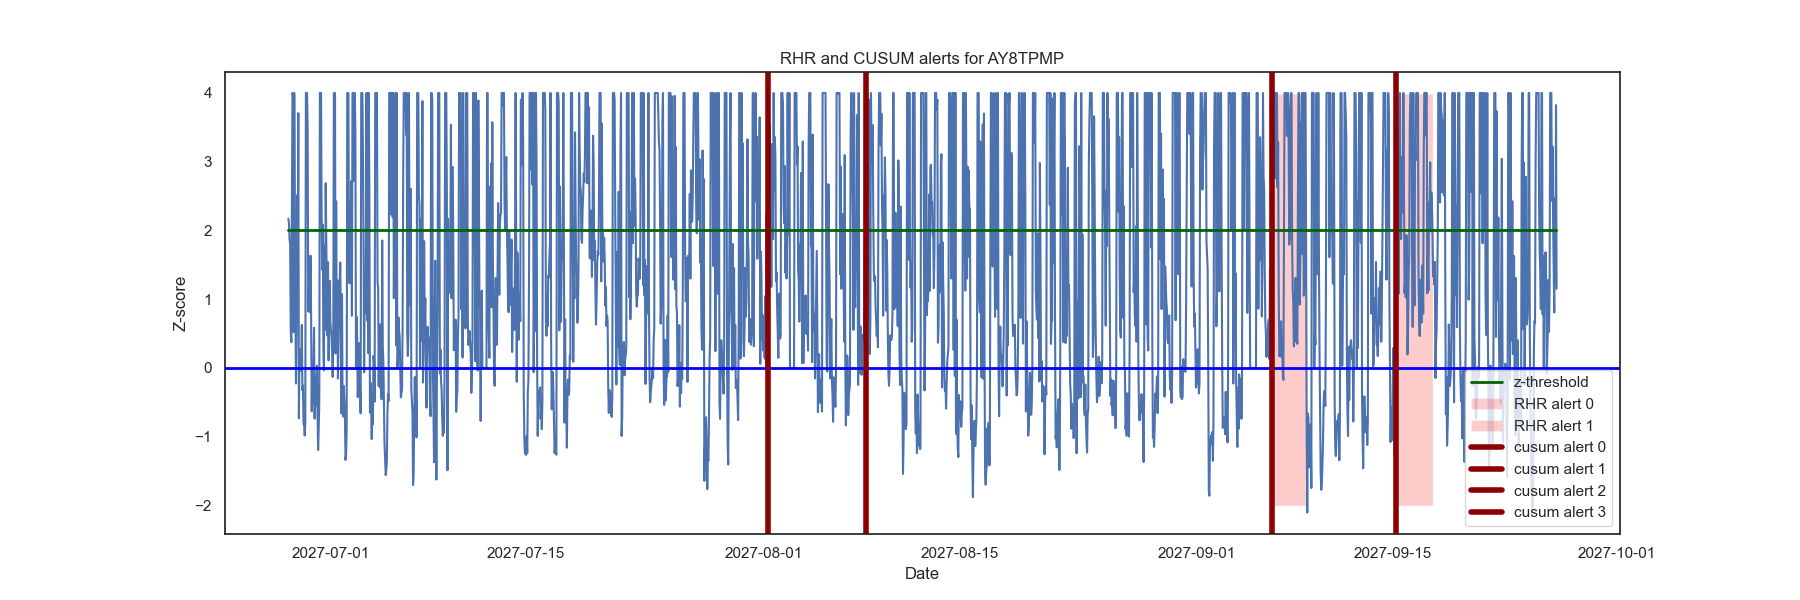 RHR and CUSUM alerts for AY8TPMP
Z-score
4
3
2
1
0
−1
−2
z-threshold
RHR alert 0
RHR alert 1
cusum alert 0
cusum alert 1
cusum alert 2
cusum alert 3
2027-07-01
2027-07-15
2027-08-01
2027-08-15
2027-09-01
2027-09-15
2027-10-01
Date